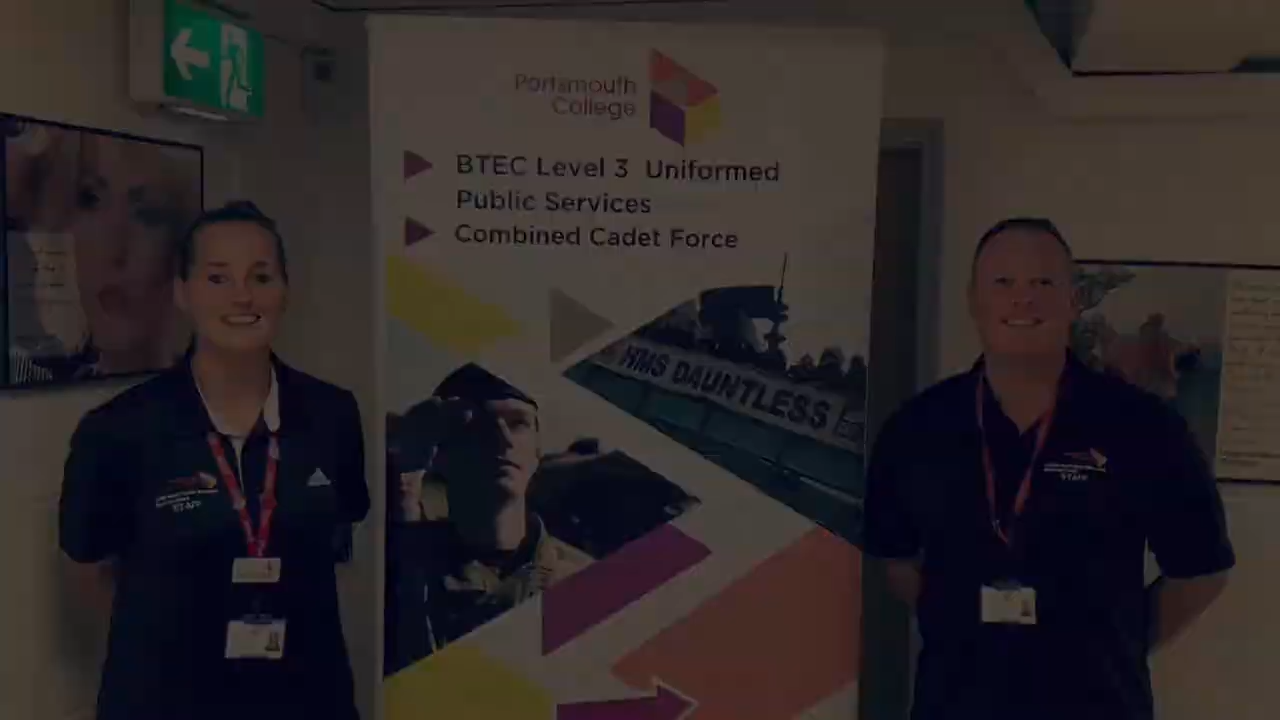 Portsmouth
College
BTEC Level 3 Uniformed
Public Services
Combined Cadet Force
HMS DAUNTLESS
STAFF
STAFF